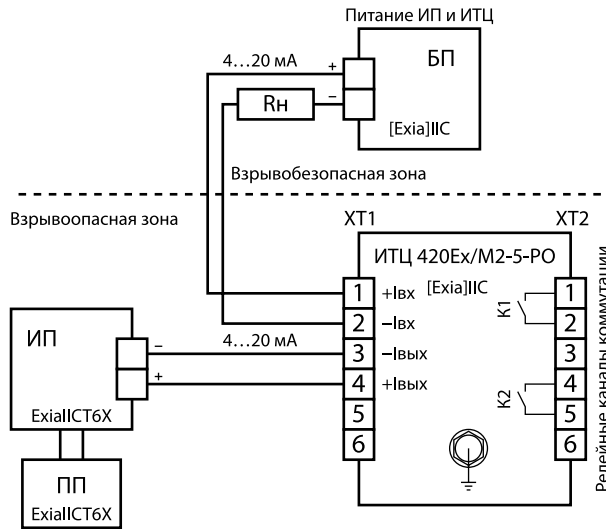 Питание ИП и ИТЦ
БП
4…20 мА
+
–
Rн
[Exia]IIC
Взрывобезопасная зона
Взрывоопасная зона
XT1
XT2
ИТЦ 420Ex/M2-5-РО
[Exia]IIC
1 +Iвх
2 –Iвх
3 –Iвых
4 +Iвых
5
6
К1
К2
1
2
3
4
5
6
Релейные каналы коммутации
ИП
–
4…20 мА
+
ExiaIICT6X
ПП
ExiaIICT6X